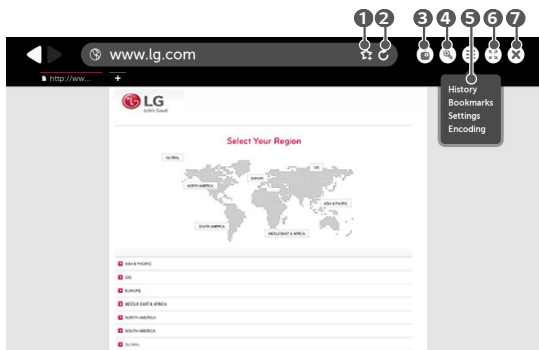 1 2 3 4 5 6 7
www.lg.com
http://ww...
+
History
Bookmarks
Settings
Encoding
LG
Life's Good
Select Your Region
GLOBAL
CIS
EUROPE
NORTH AMERICA
ASIA & PACIFIC
SOUTH AMERICA
MIDDLE EAST & AFRICA
ASIA & PACIFIC
CIS
EUROPE
MIDDLE EAST & AFRICA
NORTH AMERICA
SOUTH AMERICA
GLOBAL